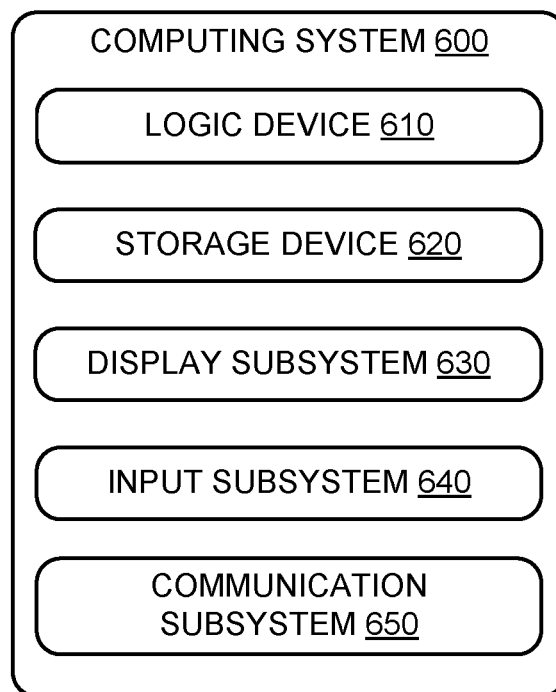 COMPUTING SYSTEM 600
LOGIC DEVICE 610
STORAGE DEVICE 620
DISPLAY SUBSYSTEM 630
INPUT SUBSYSTEM 640
COMMUNICATION
SUBSYSTEM 650